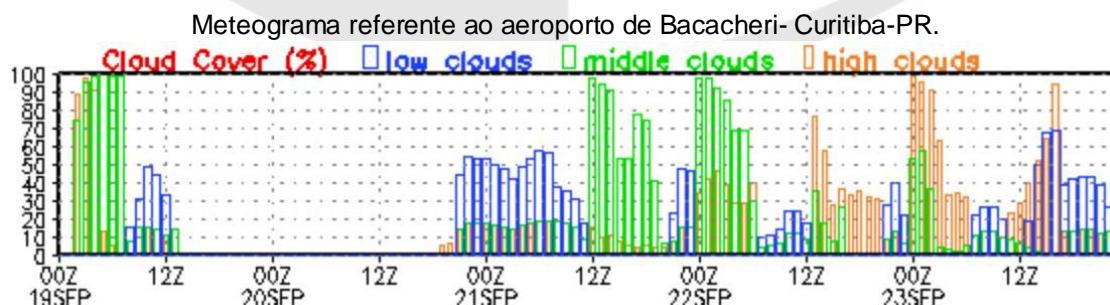 Meteograma referente ao aeroporto de Bacacheri- Curitiba-PR.
Cloud Cover (%) low clouds middle clouds high clouds
100
90
80
70
60
50
40
30
20
10
0
00Z 12Z 00Z 12Z 00Z 12Z 00Z 12Z 00Z 12Z
19SEP 20SEP 21SEP 22SEP 23SEP